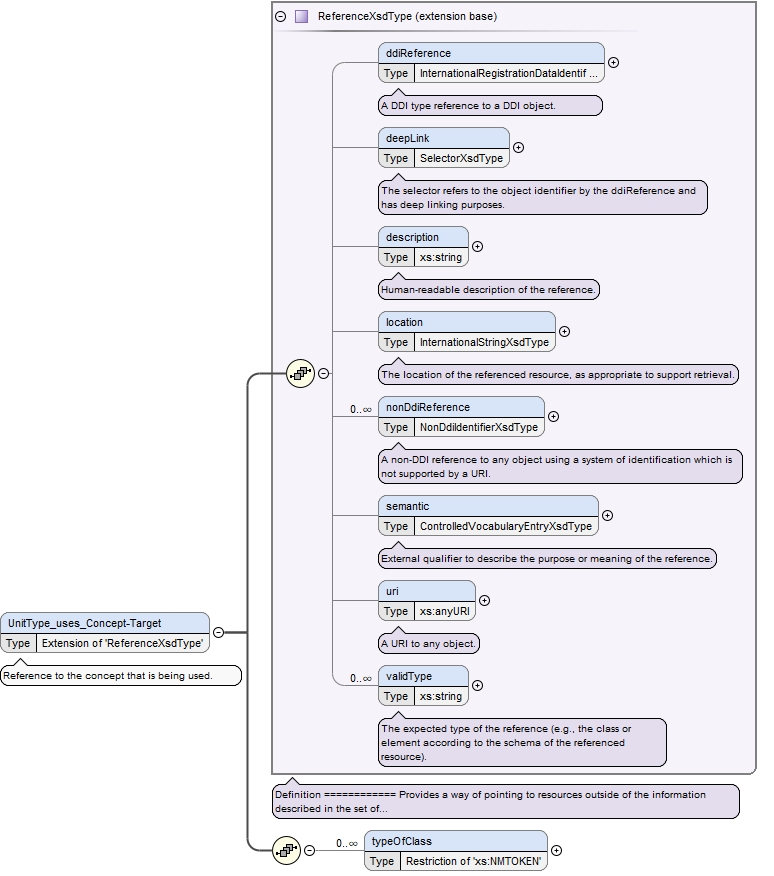 ReferenceXsdType (extension base)
ddiReference
Type InternationalRegistrationDataIdentif ...
A DDI type reference to a DDI object.
deepLink
Type SelectorXsdType
The selector refers to the object identifier by the ddiReference and
has deep linking purposes.
description
Type xs:string
Human-readable description of the reference.
location
Type InternationalStringXsdType
The location of the referenced resource, as appropriate to support retrieval.
0..∞ nonDdiReference
Type NonDdiIdentifierXsdType
A non-DDI reference to any object using a system of identification which is
not supported by a URI.
semantic
Type ControlledVocabularyEntryXsdType
External qualifier to describe the purpose or meaning of the reference.
uri
Type xs:anyURI
A URI to any object.
0..∞ validType
Type xs:string
The expected type of the reference (e.g., the class or
element according to the schema of the referenced
resource).
UnitType_uses_Concept-Target
Type Extension of 'ReferenceXsdType'
Reference to the concept that is being used.
Definition ============ Provides a way of pointing to resources outside of the information
described in the set of...
0..∞ typeOfClass
Type Restriction of 'xs:NMTOKEN'